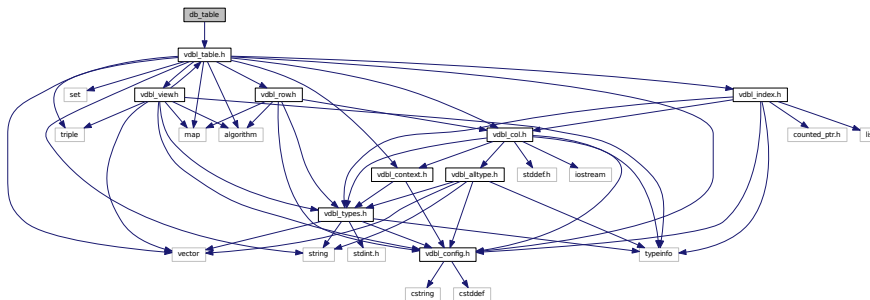 db_table
vdbl_table.h
set
vdbl_view.h
vdbl_row.h
vdbl_index.h
triple
map
algorithm
vdbl_col.h
counted_ptr.h
vdbl_context.h
vdbl_alltype.h
stddef.h
iostream
vdbl_types.h
vector
string
stdint.h
vdbl_config.h
typeinfo
cstring
cstddef